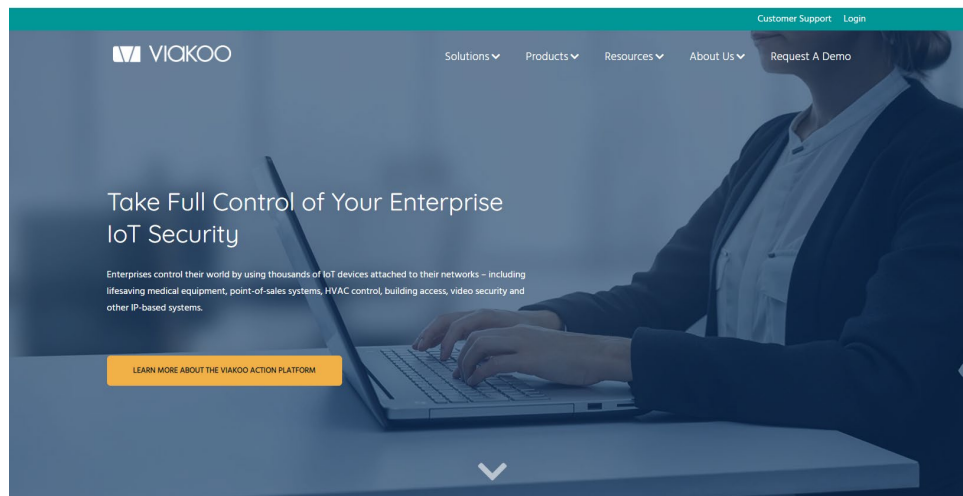 Customer Support Login
VIAKOO
Solutions Products Resources About Us Request A Demo
Take Full Control of Your Enterprise
IoT Security
Enterprises control their world by using thousands of IoT devices attached to their networks – including
lifesaving medical equipment, point-of-sales systems, HVAC control, building access, video security and
other IP-based systems.
LEARN MORE ABOUT THE VIAKOO ACTION PLATFORM